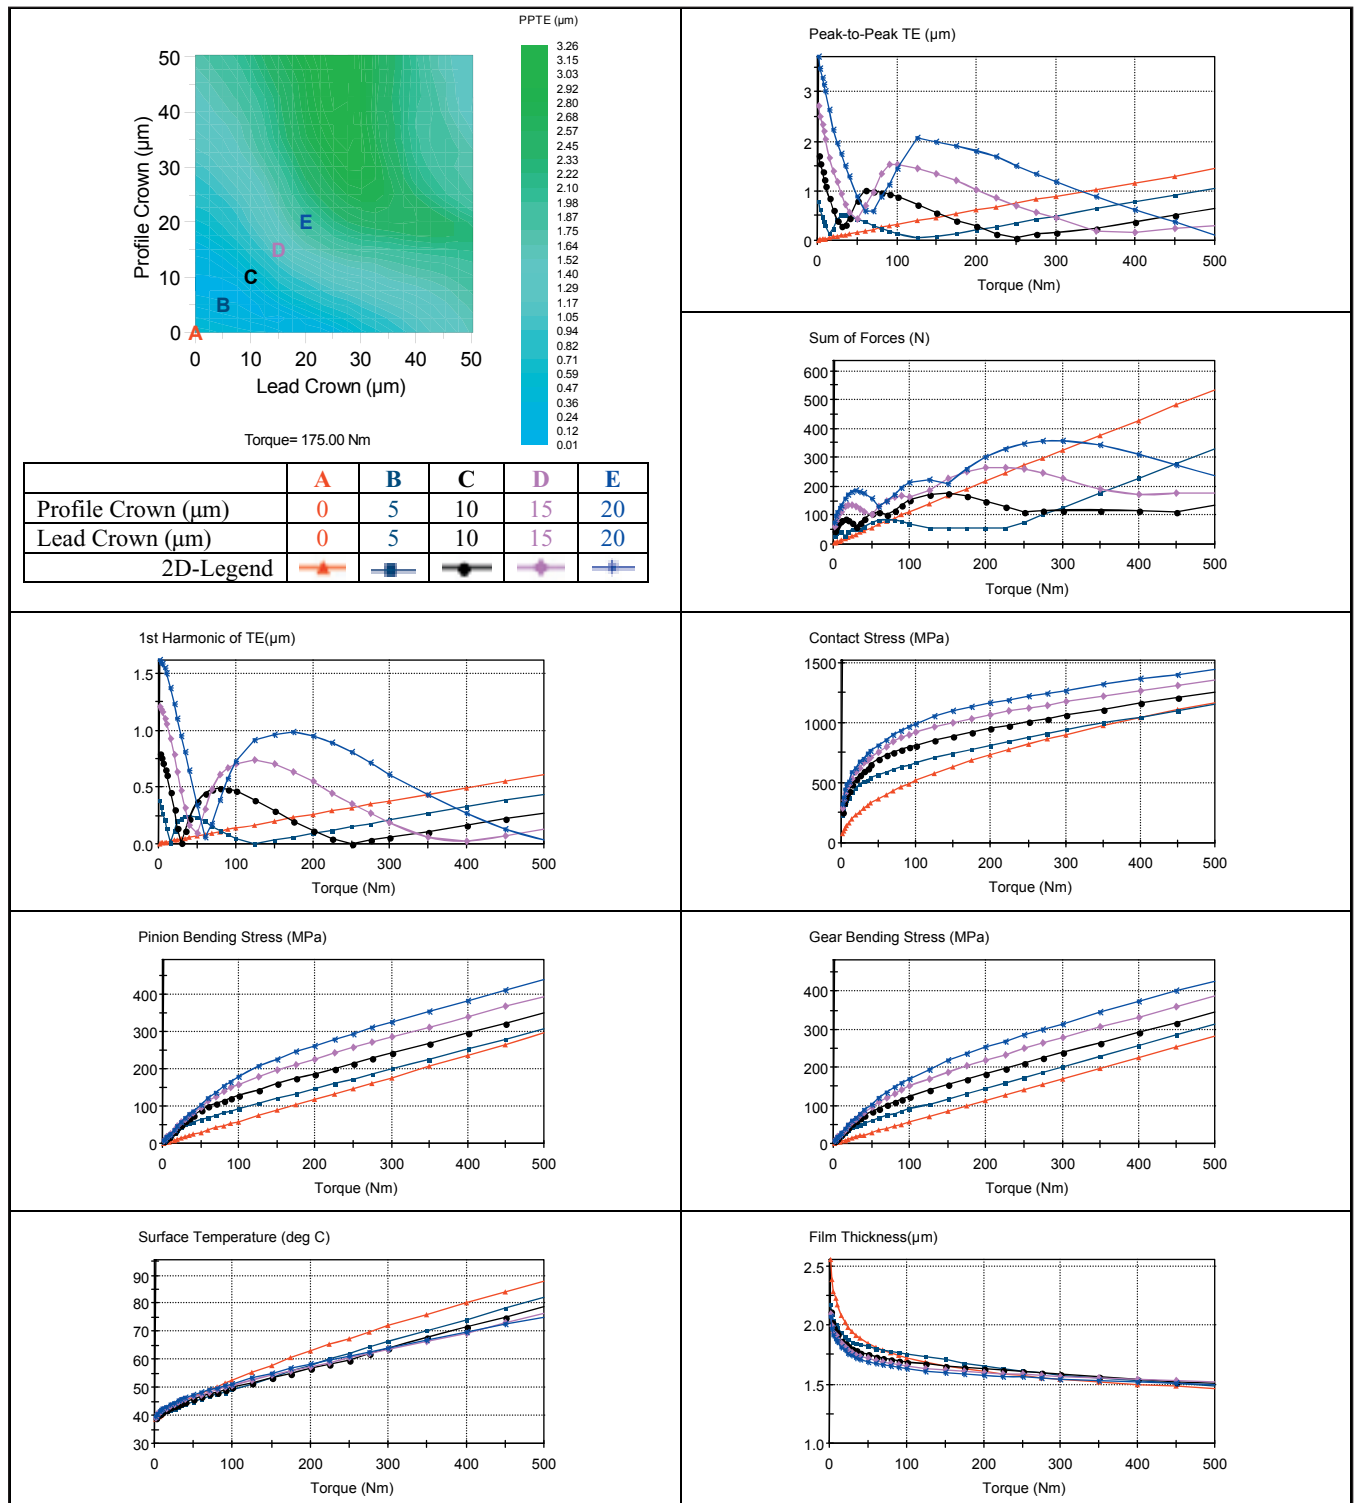 PPTE (µm)
3.26
3.15
3.03
2.92
2.80
2.68
2.57
2.45
2.33
2.22
2.10
1.98
1.87
1.75
1.64
1.52
1.40
1.29
1.17
1.05
0.94
0.82
0.71
0.59
0.47
0.36
0.24
0.12
0.01
Profile Crown (µm)
50
40
30
20
10
0
E
D
C
B
A
0 10 20 30 40 50
Lead Crown (µm)
Torque= 175.00 Nm
A B C D E
Profile Crown (µm) 0 5 10 15 20
Lead Crown (µm) 0 5 10 15 20
2D-Legend
Peak-to-Peak TE (µm)
3
2
1
0
0 100 200 300 400 500
Torque (Nm)
Sum of Forces (N)
600
500
400
300
200
100
0
0 100 200 300 400 500
Torque (Nm)
1st Harmonic of TE(µm)
1.5
1.0
0.5
0.0
0 100 200 300 400 500
Torque (Nm)
Contact Stress (MPa)
1500
1000
500
0
0 100 200 300 400 500
Torque (Nm)
Pinion Bending Stress (MPa)
400
300
200
100
0
0 100 200 300 400 500
Torque (Nm)
Gear Bending Stress (MPa)
400
300
200
100
0
0 100 200 300 400 500
Torque (Nm)
Surface Temperature (deg C)
90
80
70
60
50
40
30
0 100 200 300 400 500
Torque (Nm)
Film Thickness(µm)
2.5
2.0
1.5
1.0
0 100 200 300 400 500
Torque (Nm)